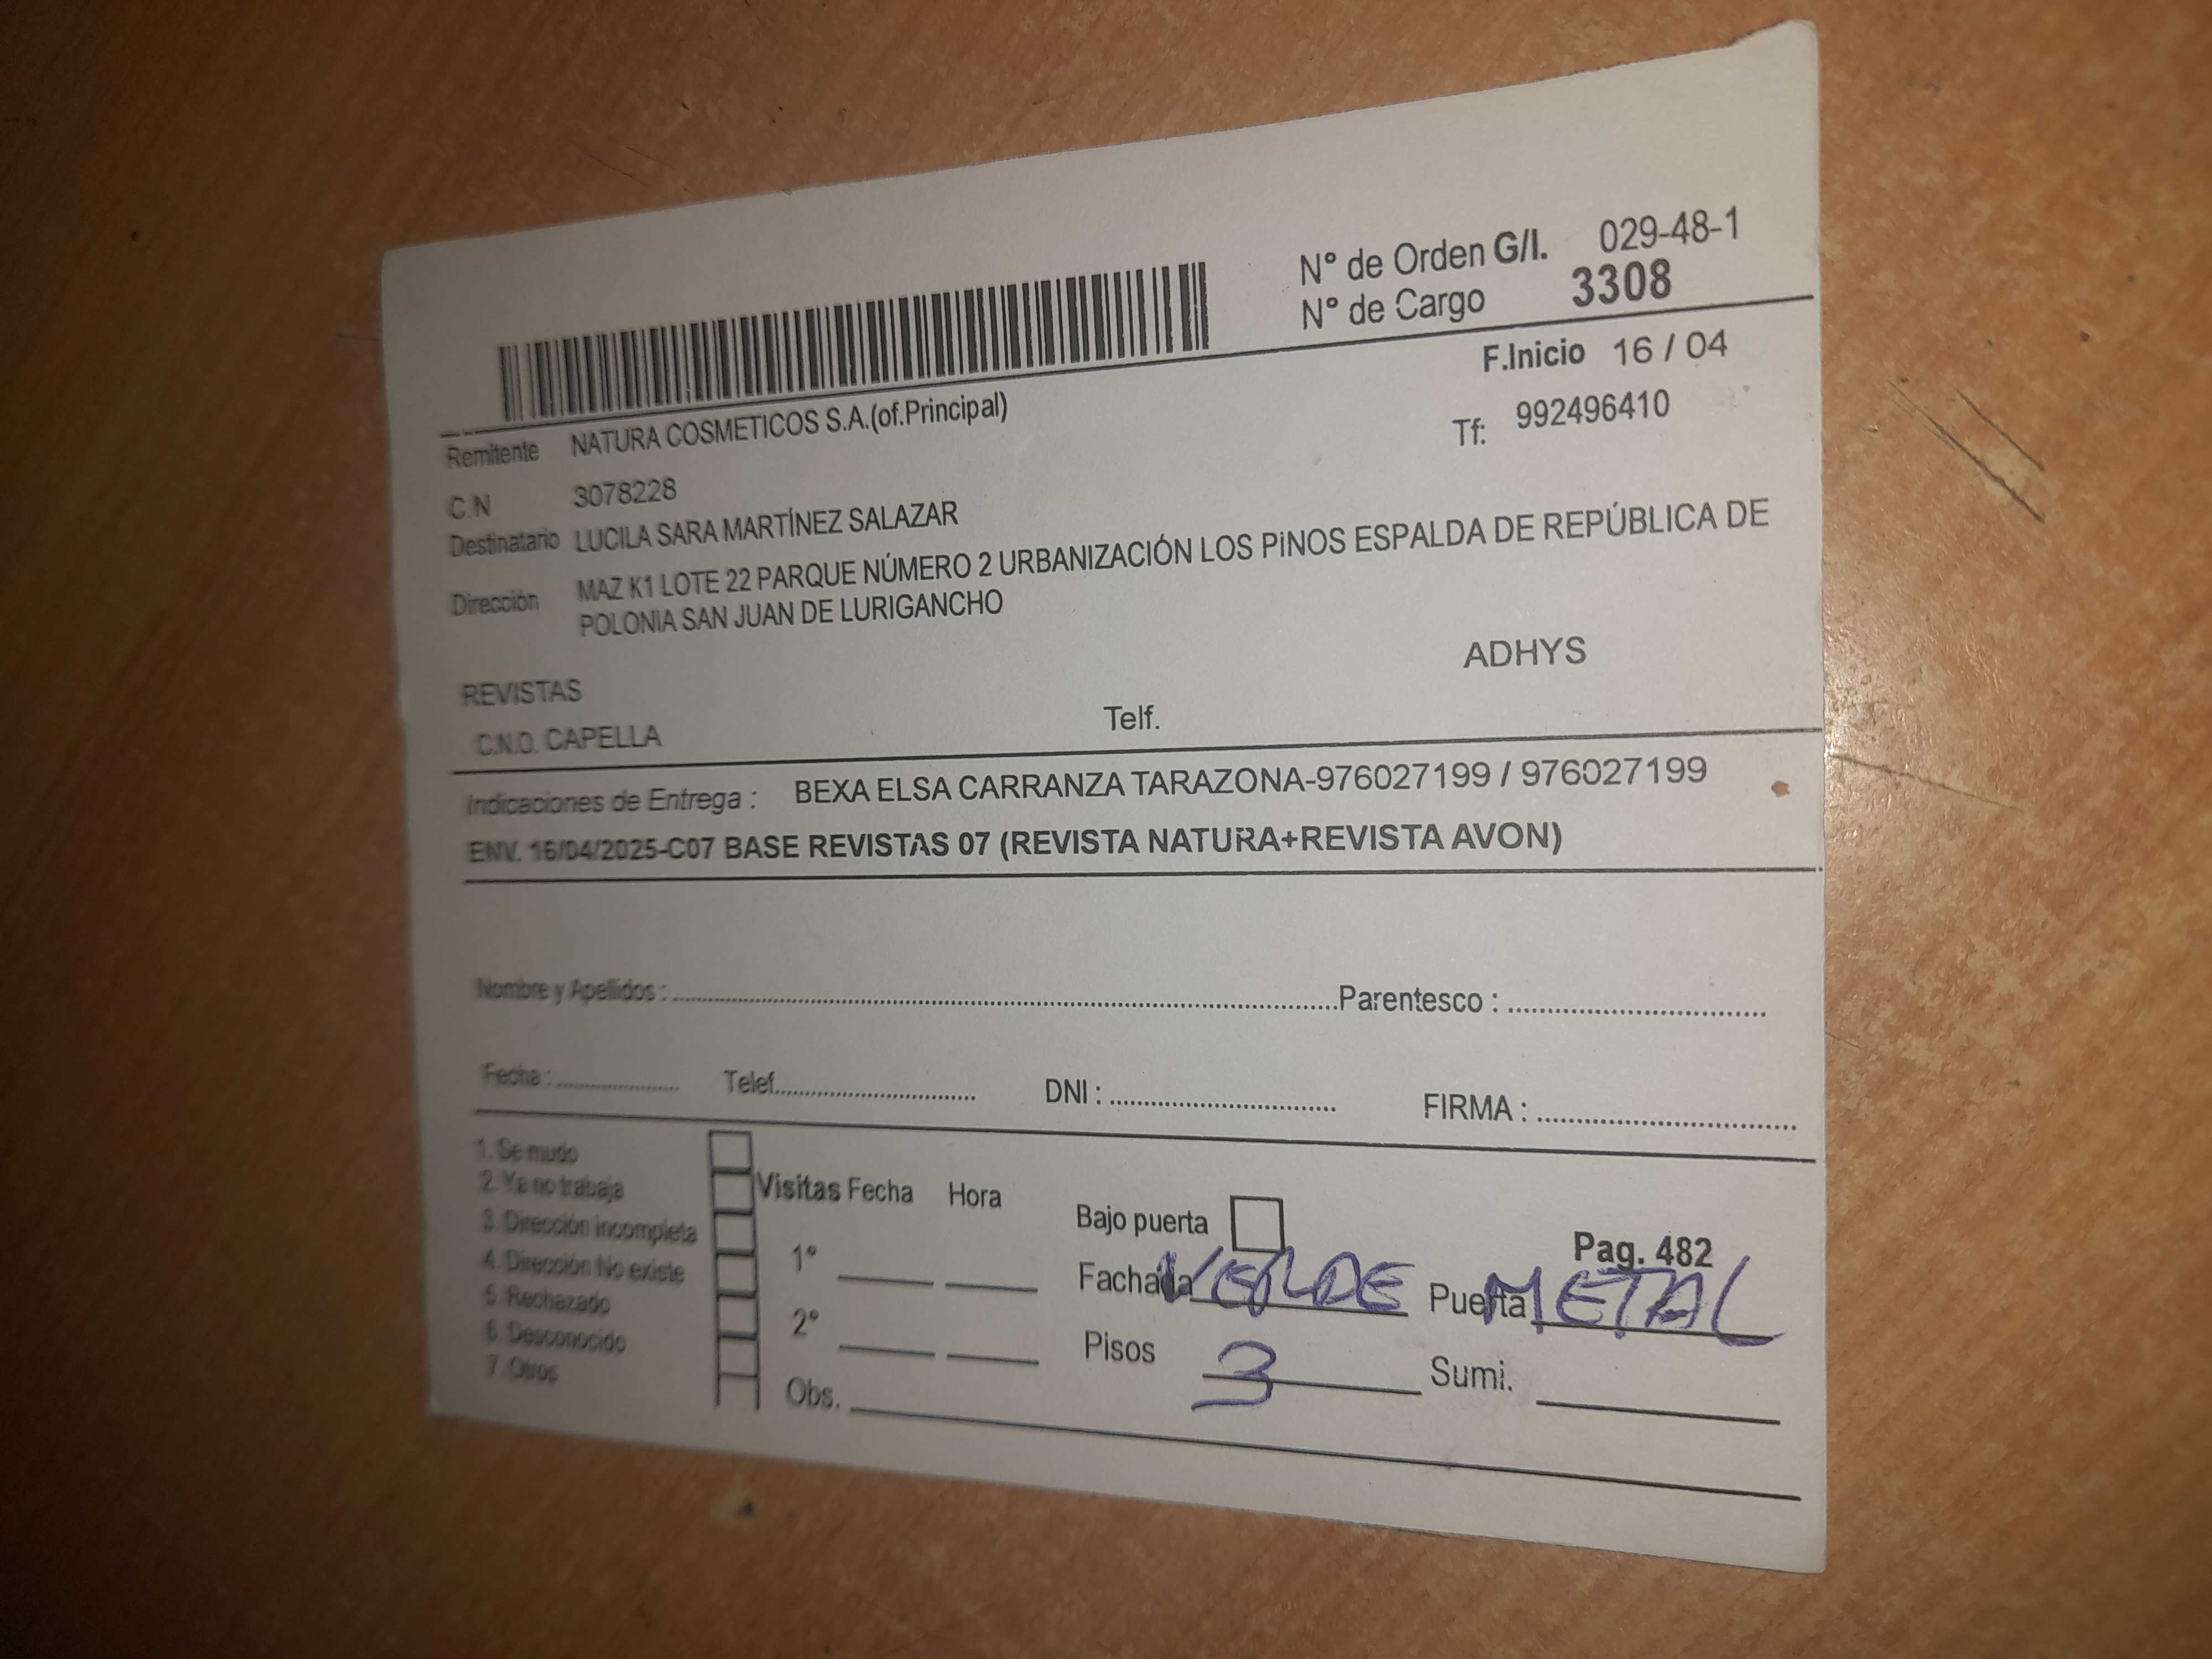 N° de Orden G/I. 029-48-1
N° de Cargo 3308
F.Inicio 16 / 04
Remitente NATURA COSMETICOS S.A.(of.Principal)
Tf: 992496410
C.N 3078228
Destinatario LUCILA SARA MARTÍNEZ SALAZAR
Dirección MAZ K1 LOTE 22 PARQUE NÚMERO 2 URBANIZACIÓN LOS PINOS ESPALDA DE REPÚBLICA DE
POLONIA SAN JUAN DE LURIGANCHO
ADHYS
REVISTAS
C.N.O. CAPELLA Telf.
Indicaciones de Entrega : BEXA ELSA CARRANZA TARAZONA-976027199 / 976027199
ENV. 16/04/2025-C07 BASE REVISTAS 07 (REVISTA NATURA+REVISTA AVON)
Nombre y Apellidos : Parentesco :
Fecha : Telef. DNI : FIRMA :
1. Se mudo
2. Ya no trabaja
3. Dirección incompleta
4. Dirección No existe
5. Rechazado
6. Desconocido
7. Otros
Visitas Fecha Hora
1°
2°
Obs.
Bajo puerta
Pag. 482
Fachada VERDE Puerta METAL
Pisos 3 Sumi.